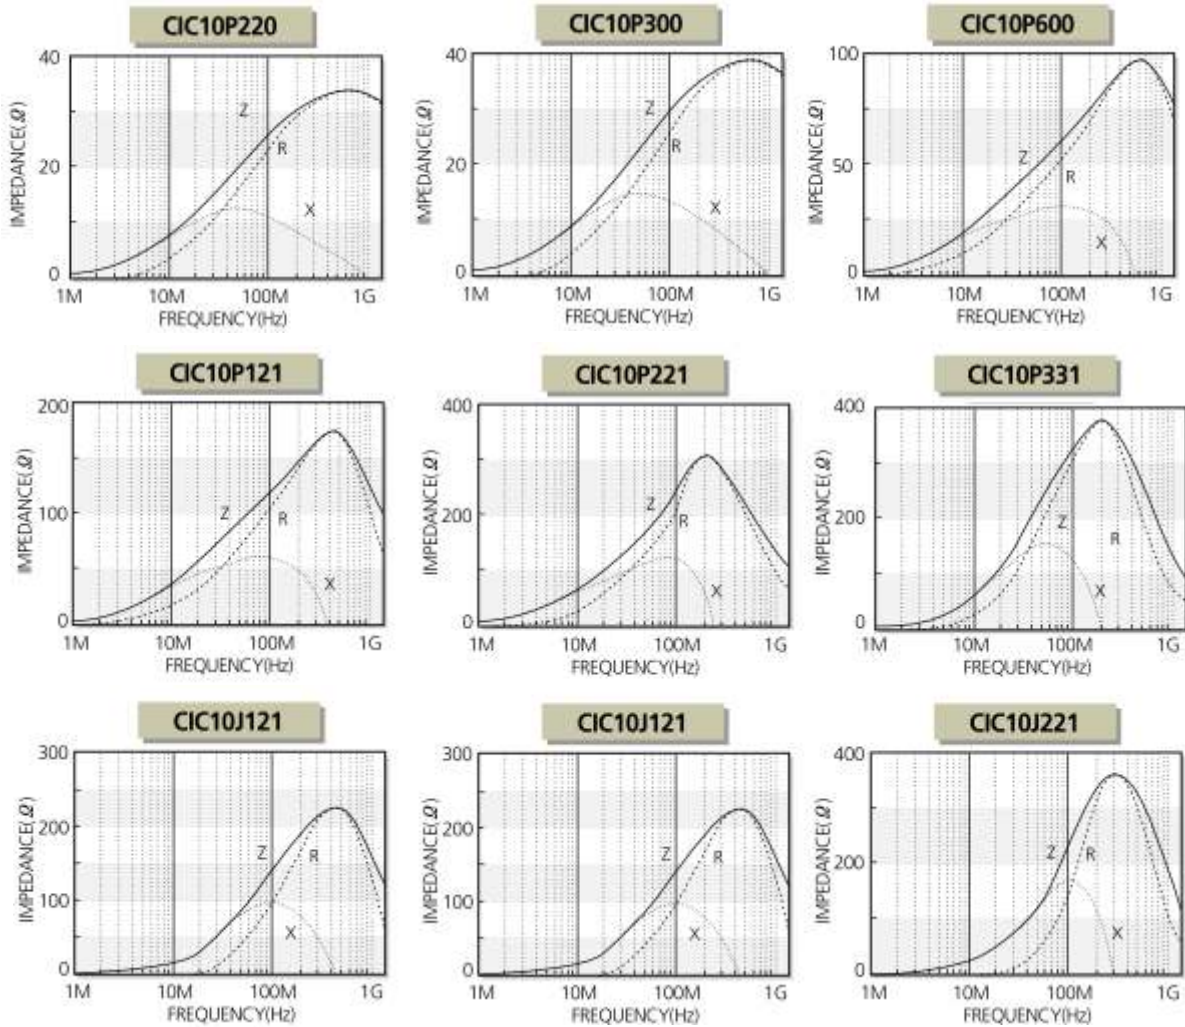 CIC10P220 CIC10P300 CIC10P600
IMPEDANCE(Ω) 40 20 0 Z R X
1M 10M 100M 1G
FREQUENCY(Hz)
IMPEDANCE(Ω) 40 20 0 Z R X
1M 10M 100M 1G
FREQUENCY(Hz)
IMPEDANCE(Ω) 100 50 0 Z R X
1M 10M 100M 1G
FREQUENCY(Hz)
CIC10P121 CIC10P221 CIC10P331
IMPEDANCE(Ω) 200 100 0 Z R X
1M 10M 100M 1G
FREQUENCY(Hz)
IMPEDANCE(Ω) 400 200 0 Z R X
1M 10M 100M 1G
FREQUENCY(Hz)
IMPEDANCE(Ω) 400 200 0 Z R X
1M 10M 100M 1G
FREQUENCY(Hz)
CIC10J121 CIC10J121 CIC10J221
IMPEDANCE(Ω) 300 200 100 0 Z R X
1M 10M 100M 1G
FREQUENCY(Hz)
IMPEDANCE(Ω) 300 200 100 0 Z R X
1M 10M 100M 1G
FREQUENCY(Hz)
IMPEDANCE(Ω) 400 200 0 Z R X
1M 10M 100M 1G
FREQUENCY(Hz)